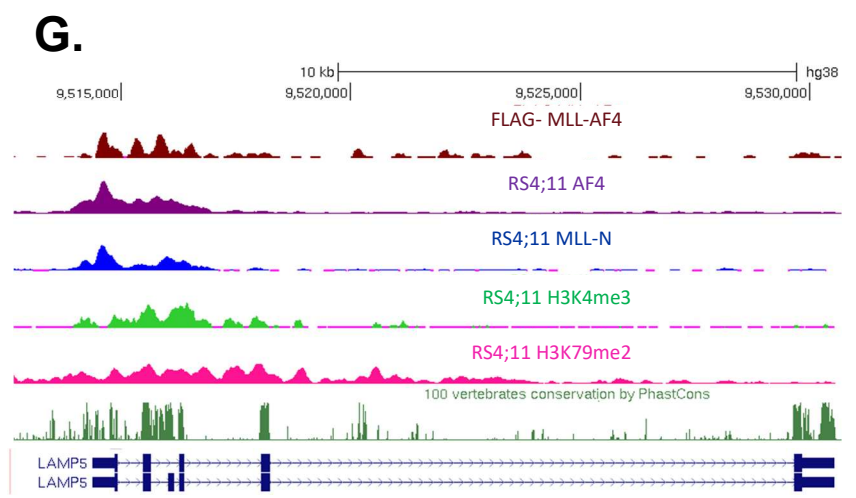 G.
10 kb hg38
9,515,000 9,520,000 9,525,000 9,530,000
FLAG- MLL-AF4
RS4;11 AF4
RS4;11 MLL-N
RS4;11 H3K4me3
RS4;11 H3K79me2
100 vertebrates conservation by PhastCons
LAMP5
LAMP5